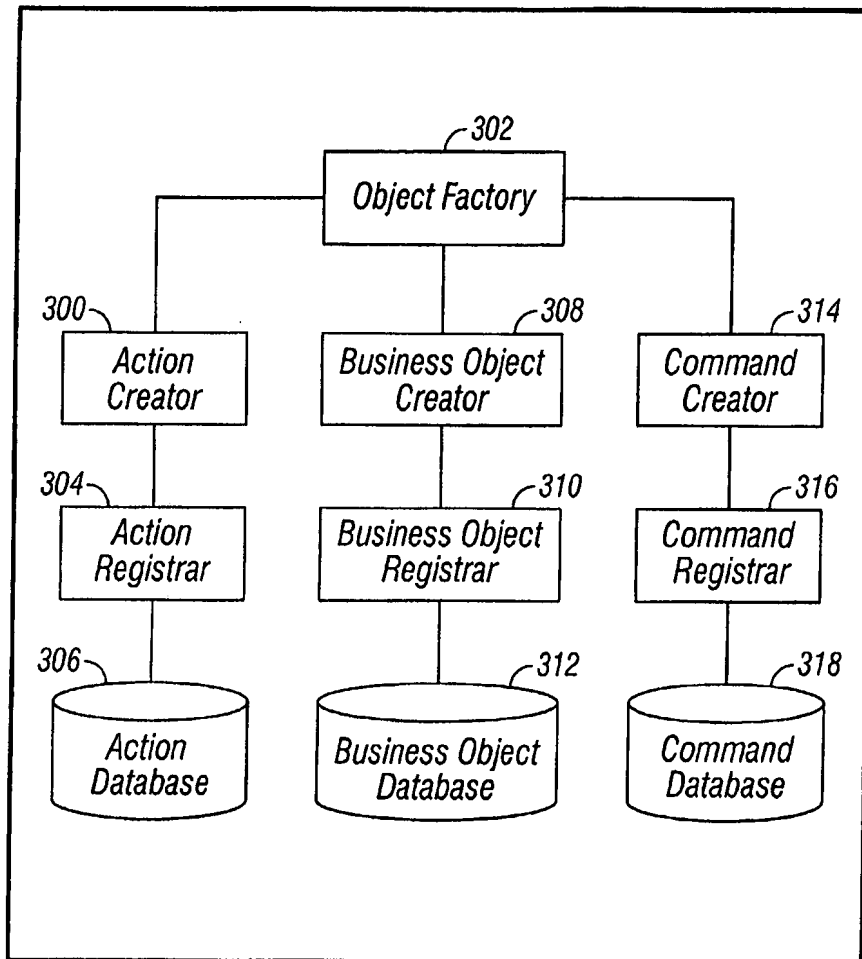 302
Object Factory
300
308
314
Action
Creator
Business Object
Creator
Command
Creator
304
310
316
Action
Registrar
Business Object
Registrar
Command
Registrar
306
312
318
Action
Database
Business Object
Database
Command
Database